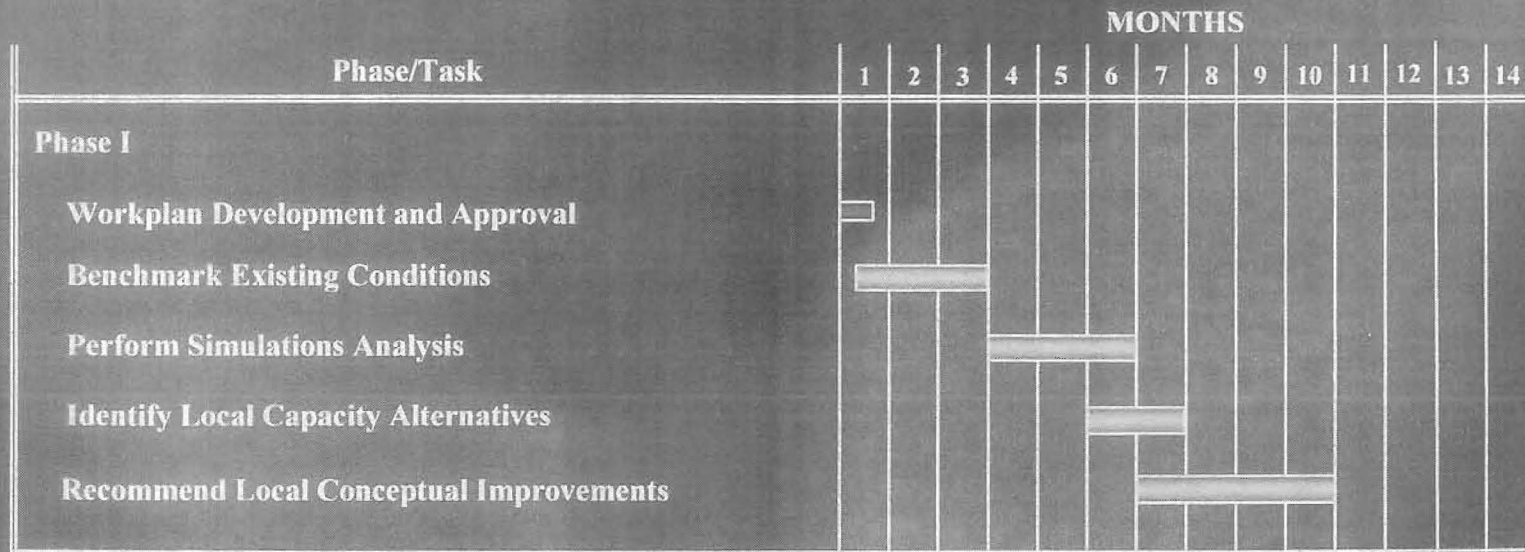 MONTHS
Phase/Task 1 2 3 4 5 6 7 8 9 10 11 12 13 14
Phase I
Workplan Development and Approval
Benchmark Existing Conditions
Perform Simulations Analysis
Identify Local Capacity Alternatives
Recommend Local Conceptual Improvements